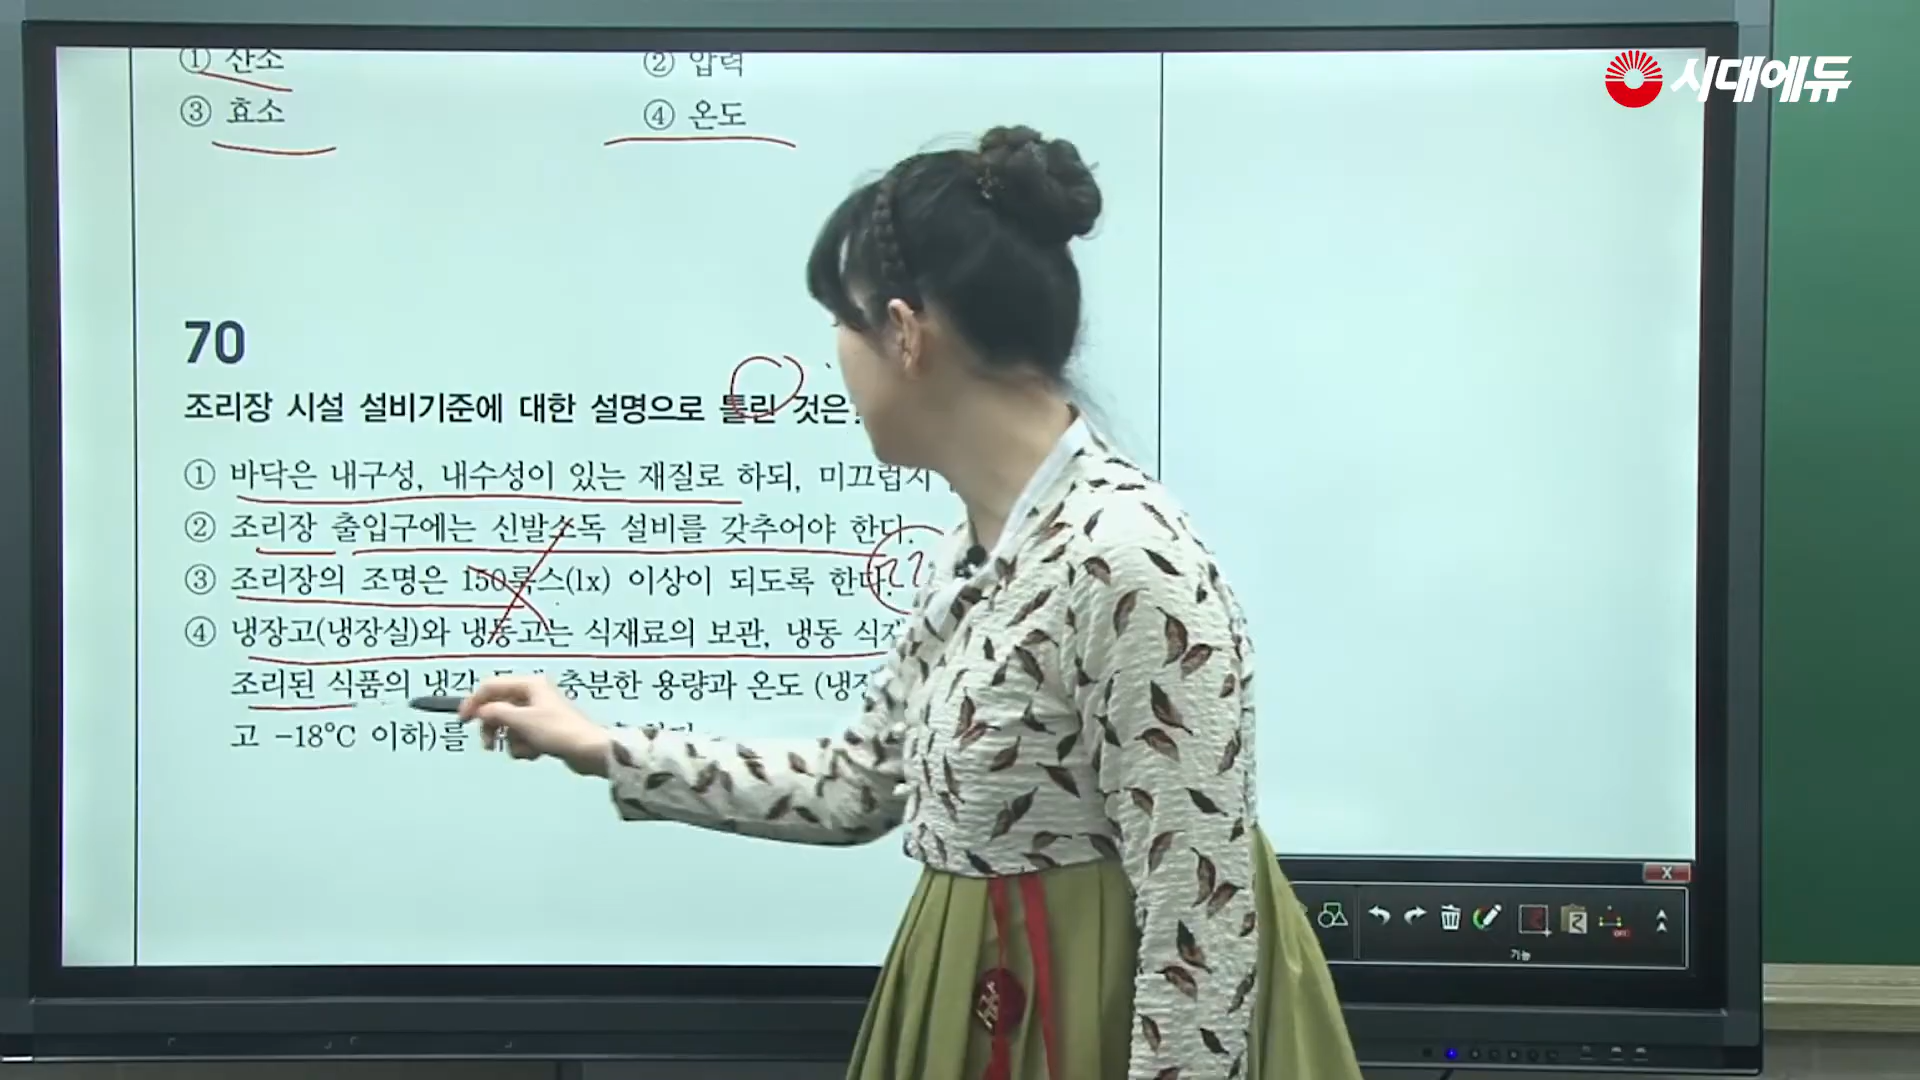 ① 산소
② 압력
시대에듀
③ 효소
④ 온도
70
조리장 시설 설비기준에 대한 설명으로 틀린 것은?
① 바닥은 내구성, 내수성이 있는 재질로 하되, 미끄럽지
② 조리장 출입구에는 신발소독 설비를 갖추어야 한다.
③ 조리장의 조명은 150룩스(lx) 이상이 되도록 한다.
④ 냉장고(냉장실)와 냉동고는 식재료의 보관, 냉동 식재
조리된 식품의 냉각 충분한 용량과 온도 (냉장
고 -18℃ 이하)를
기능